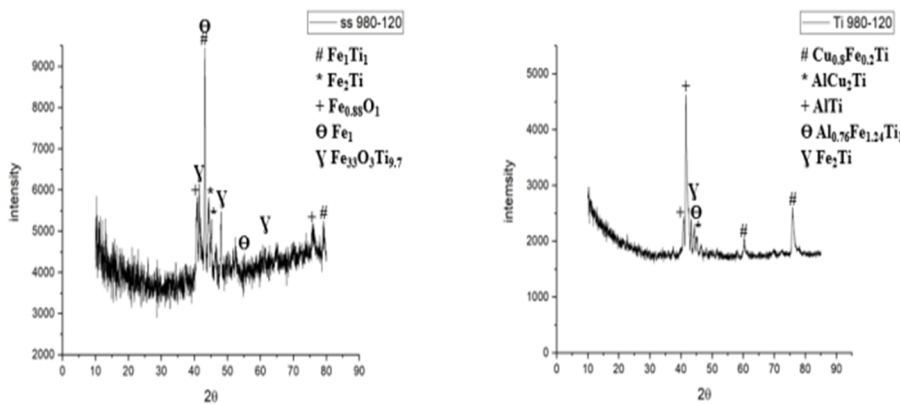 ss 980-120
# Fe₁Ti₁
* Fe₂Ti
+ Fe₀.₈₈O₁
ϴ Fe₁
Ɣ Fe₃₃O₃Ti₉.₇
ϴ
#
Ɣ
+
*
*
Ɣ
ϴ
Ɣ
+
#
intensity
9000
8000
7000
6000
5000
4000
3000
2000
0 10 20 30 40 50 60 70 80 90
2θ
Ti 980-120
# Cu₀.₈Fe₀.₂Ti
* AlCu₂Ti
+ AlTi
ϴ Al₀.₇₆Fe₁.₂₄Ti
Ɣ Fe₂Ti
+
Ɣ
+
ϴ
*
#
#
intensity
5000
4000
3000
2000
1000
0
0 10 20 30 40 50 60 70 80 90
2θ